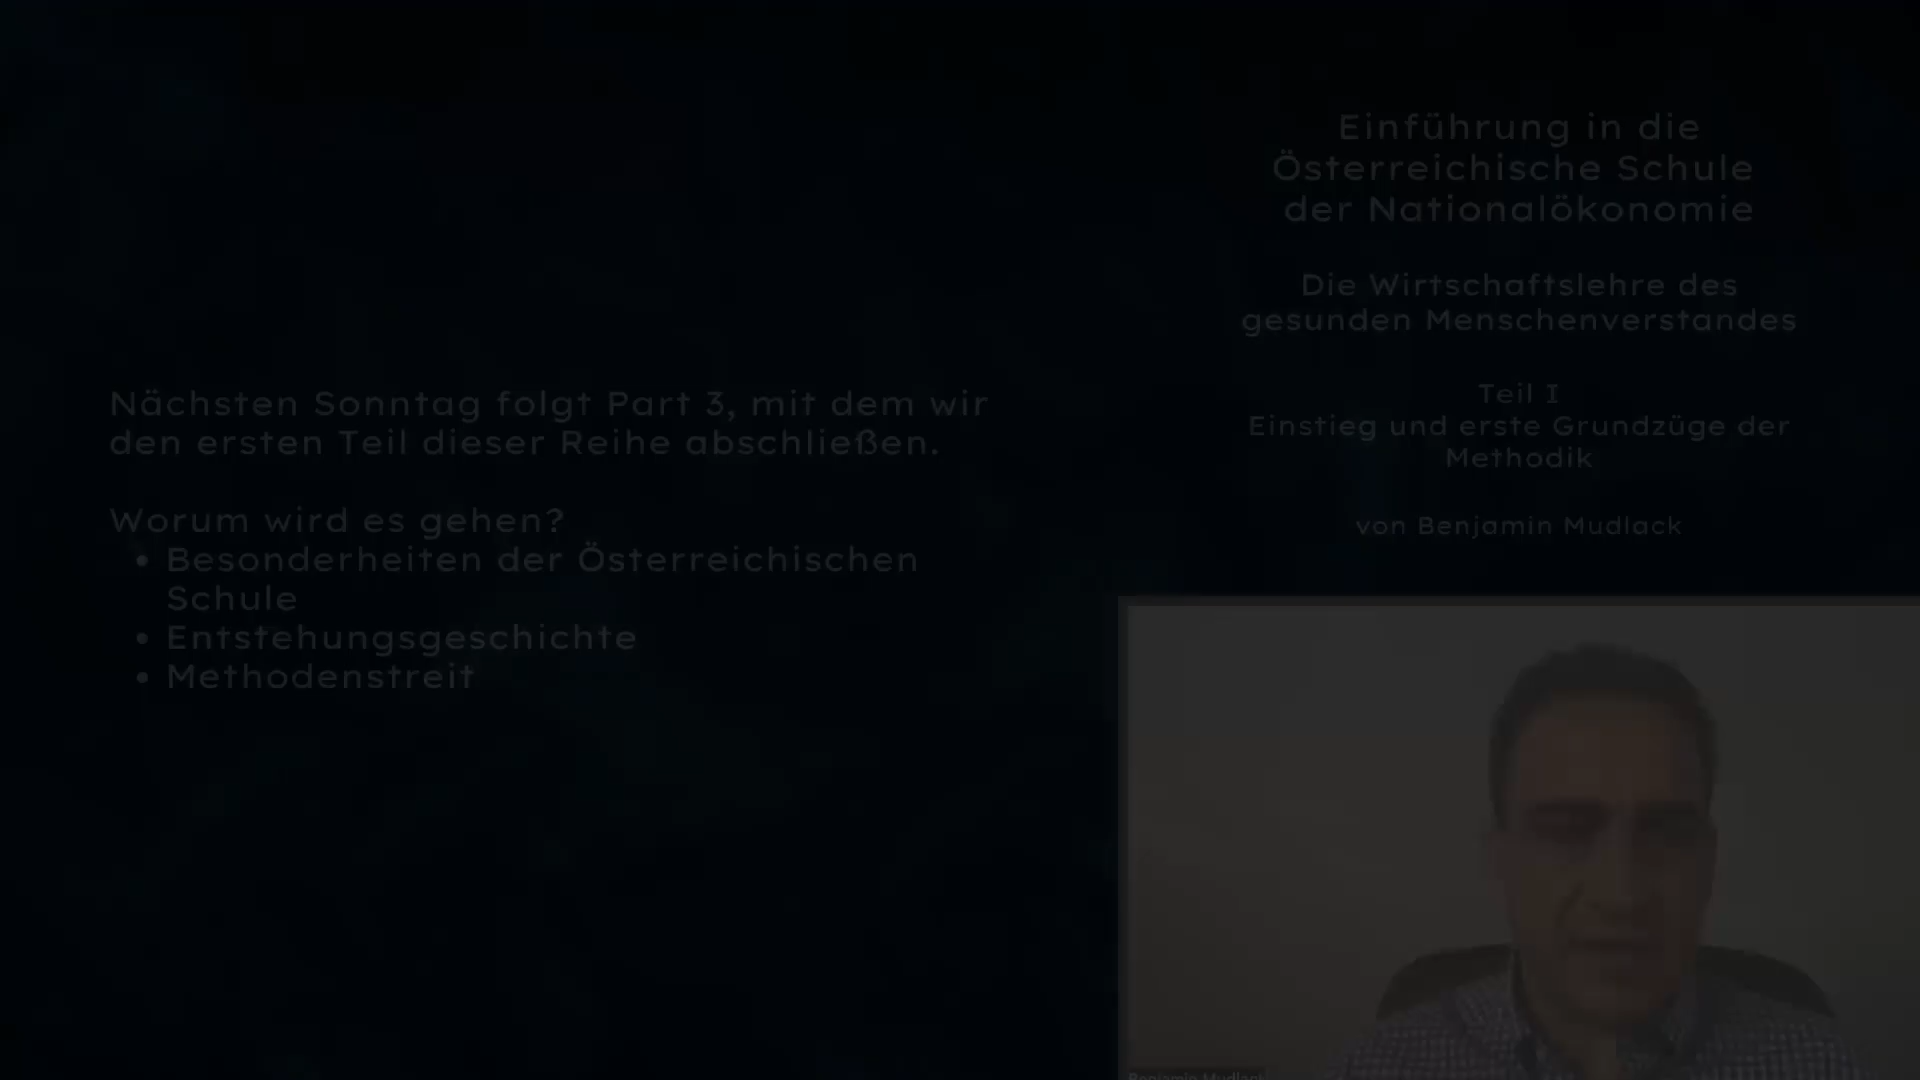 Einführung in die
Österreichische Schule
der Nationalökonomie
Die Wirtschaftslehre des
gesunden Menschenverstandes
Teil I
Einstieg und erste Grundzüge der
Methodik
von Benjamin Mudlack
Nächsten Sonntag folgt Part 3, mit dem wir
den ersten Teil dieser Reihe abschließen.
Worum wird es gehen?
• Besonderheiten der Österreichischen
Schule
• Entstehungsgeschichte
• Methodenstreit
Benjamin Mudlack